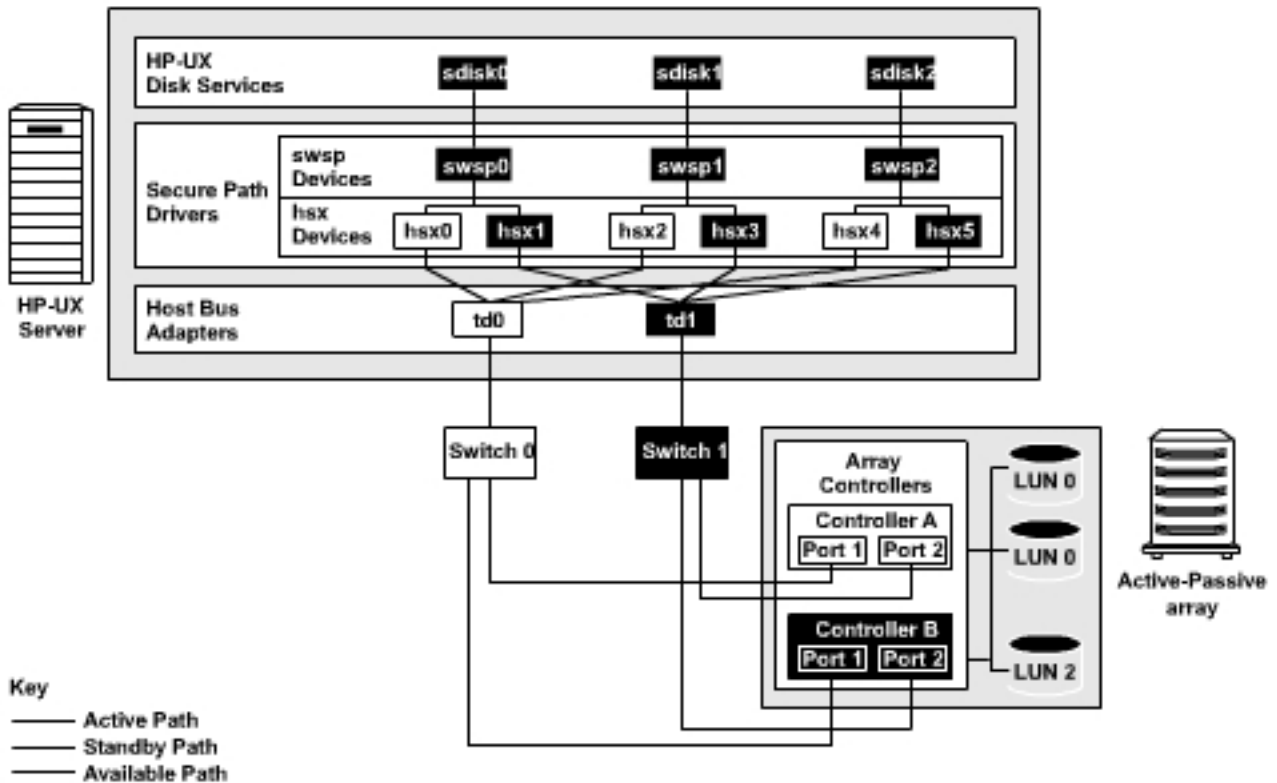 HP-UX
Disk Services
sdisk0
sdisk1
sdisk2
Secure Path
Drivers
swsp
Devices
swsp0
swsp1
swsp2
hsx
Devices
hsx0
hsx1
hsx2
hsx3
hsx4
hsx5
HP-UX
Server
Host Bus
Adapters
td0
td1
Switch 0
Switch 1
Array
Controllers
Controller A
Port 1
Port 2
Controller B
Port 1
Port 2
LUN 0
LUN 0
LUN 2
Active-Passive
array
Key
Active Path
Standby Path
Available Path